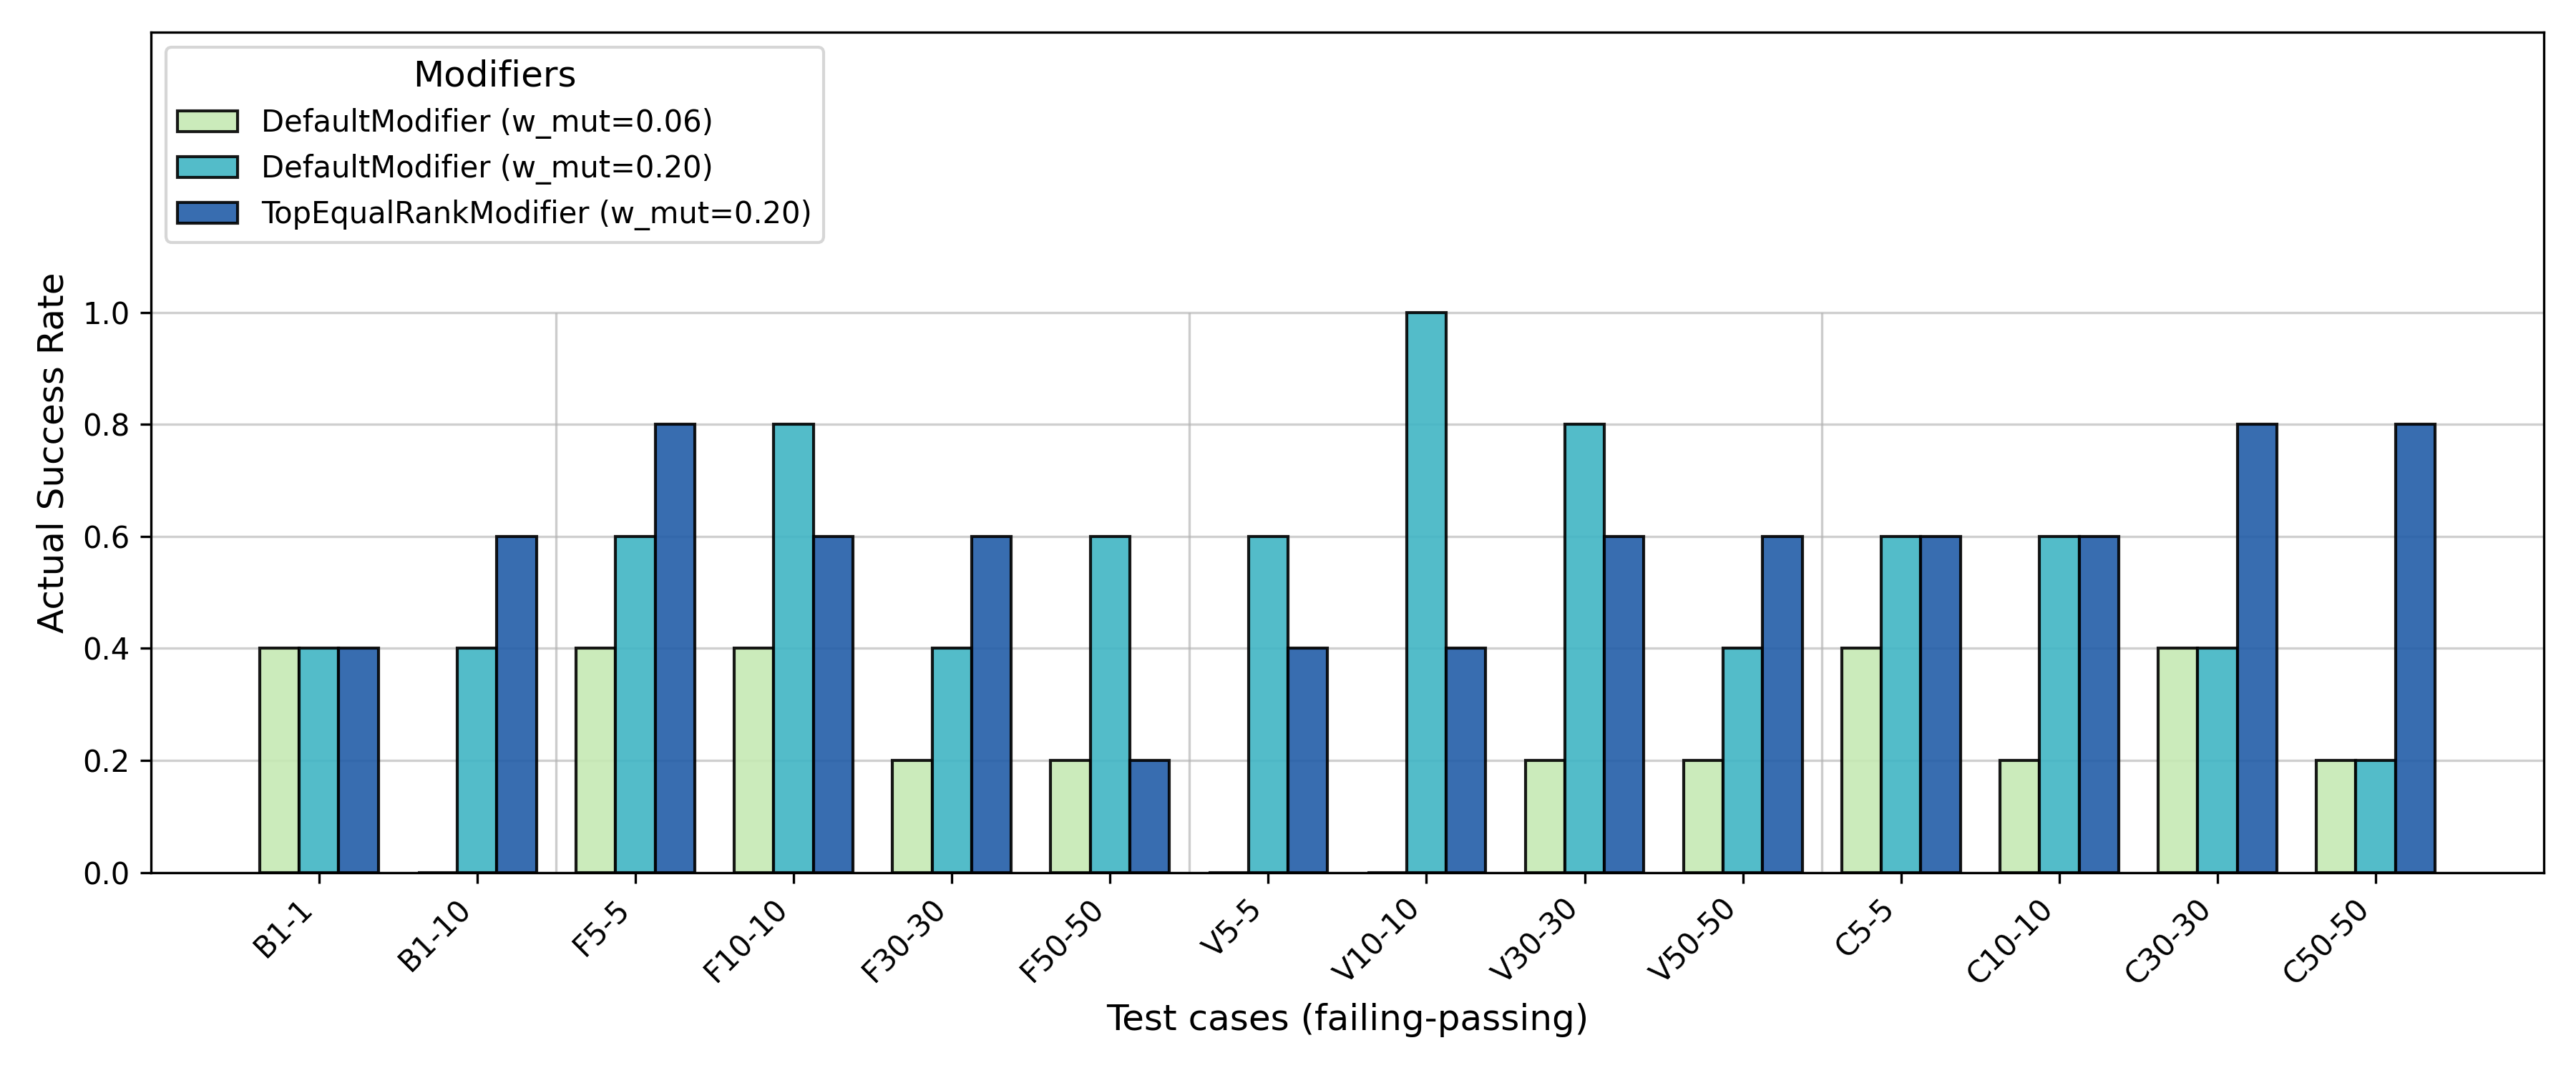 Modifiers
DefaultModifier (w_mut=0.06)
DefaultModifier (w_mut=0.20)
TopEqualRankModifier (w_mut=0.20)
Actual Success Rate
1.0
0.8
0.6
0.4
0.2
0.0
B1-1
B1-10
F5-5
F10-10
F30-30
F50-50
V5-5
V10-10
V30-30
V50-50
C5-5
C10-10
C30-30
C50-50
Test cases (failing-passing)